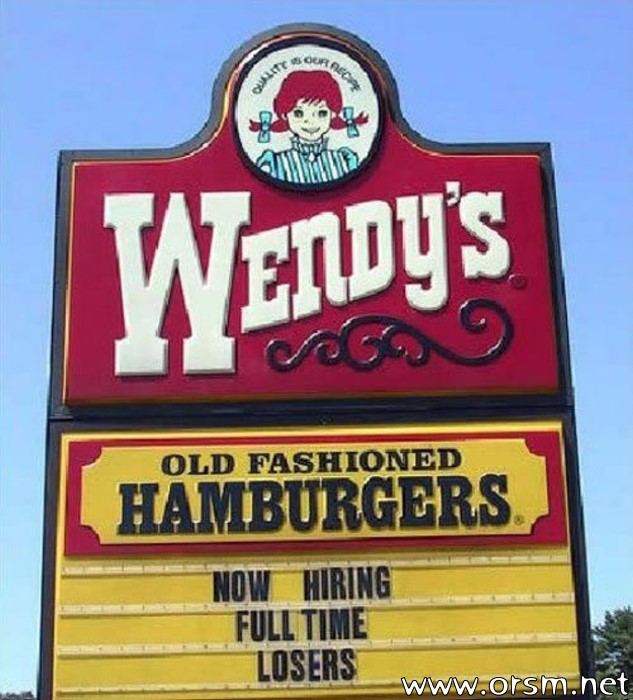 QUALITY IS OUR RECIPE
WENDY'S®
OLD FASHIONED
HAMBURGERS®
NOW HIRING
FULL TIME
LOSERS
www.orsm.net